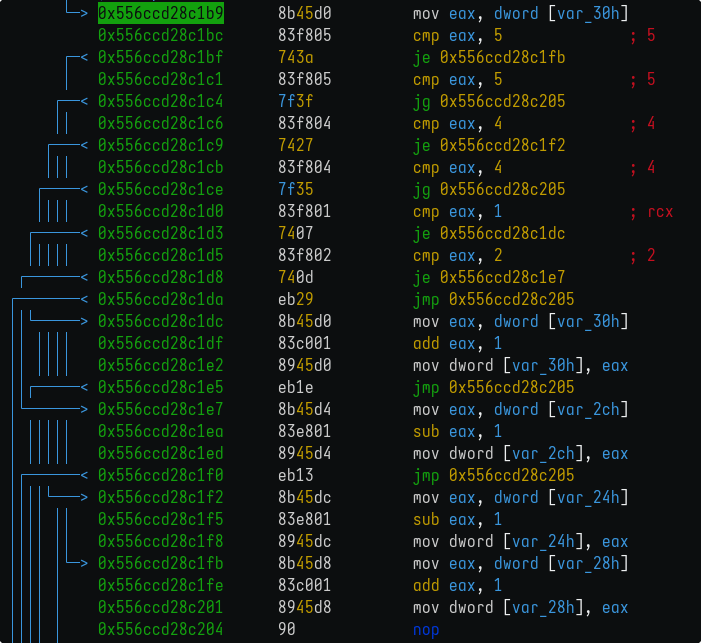 0x556ccd28c1b9 8b45d0 mov eax, dword [var_30h]
0x556ccd28c1bc 83f805 cmp eax, 5 ; 5
0x556ccd28c1bf 743a je 0x556ccd28c1fb
0x556ccd28c1c1 83f805 cmp eax, 5 ; 5
0x556ccd28c1c4 7f3f jg 0x556ccd28c205
0x556ccd28c1c6 83f804 cmp eax, 4 ; 4
0x556ccd28c1c9 7427 je 0x556ccd28c1f2
0x556ccd28c1cb 83f804 cmp eax, 4 ; 4
0x556ccd28c1ce 7f35 jg 0x556ccd28c205
0x556ccd28c1d0 83f801 cmp eax, 1 ; rcx
0x556ccd28c1d3 7407 je 0x556ccd28c1dc
0x556ccd28c1d5 83f802 cmp eax, 2 ; 2
0x556ccd28c1d8 740d je 0x556ccd28c1e7
0x556ccd28c1da eb29 jmp 0x556ccd28c205
0x556ccd28c1dc 8b45d0 mov eax, dword [var_30h]
0x556ccd28c1df 83c001 add eax, 1
0x556ccd28c1e2 8945d0 mov dword [var_30h], eax
0x556ccd28c1e5 eb1e jmp 0x556ccd28c205
0x556ccd28c1e7 8b45d4 mov eax, dword [var_2ch]
0x556ccd28c1ea 83e801 sub eax, 1
0x556ccd28c1ed 8945d4 mov dword [var_2ch], eax
0x556ccd28c1f0 eb13 jmp 0x556ccd28c205
0x556ccd28c1f2 8b45dc mov eax, dword [var_24h]
0x556ccd28c1f5 83e801 sub eax, 1
0x556ccd28c1f8 8945dc mov dword [var_24h], eax
0x556ccd28c1fb 8b45d8 mov eax, dword [var_28h]
0x556ccd28c1fe 83c001 add eax, 1
0x556ccd28c201 8945d8 mov dword [var_28h], eax
0x556ccd28c204 90 nop